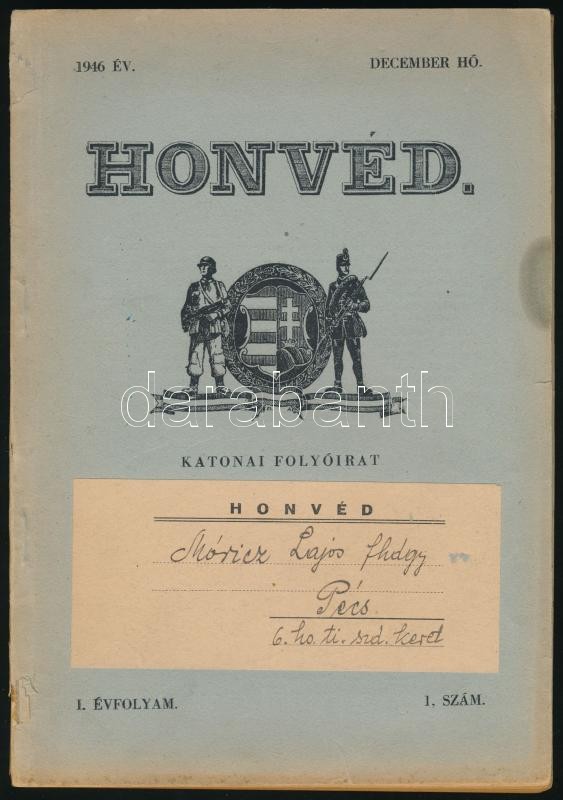 1946 ÉV. DECEMBER HÓ.
HONVÉD.
darabanth
KATONAI FOLYÓIRAT
HONVÉD
Móricz Lajos fhdgy
Pécs
6. ho. ti. szd. keret
I. ÉVFOLYAM. 1. SZÁM.